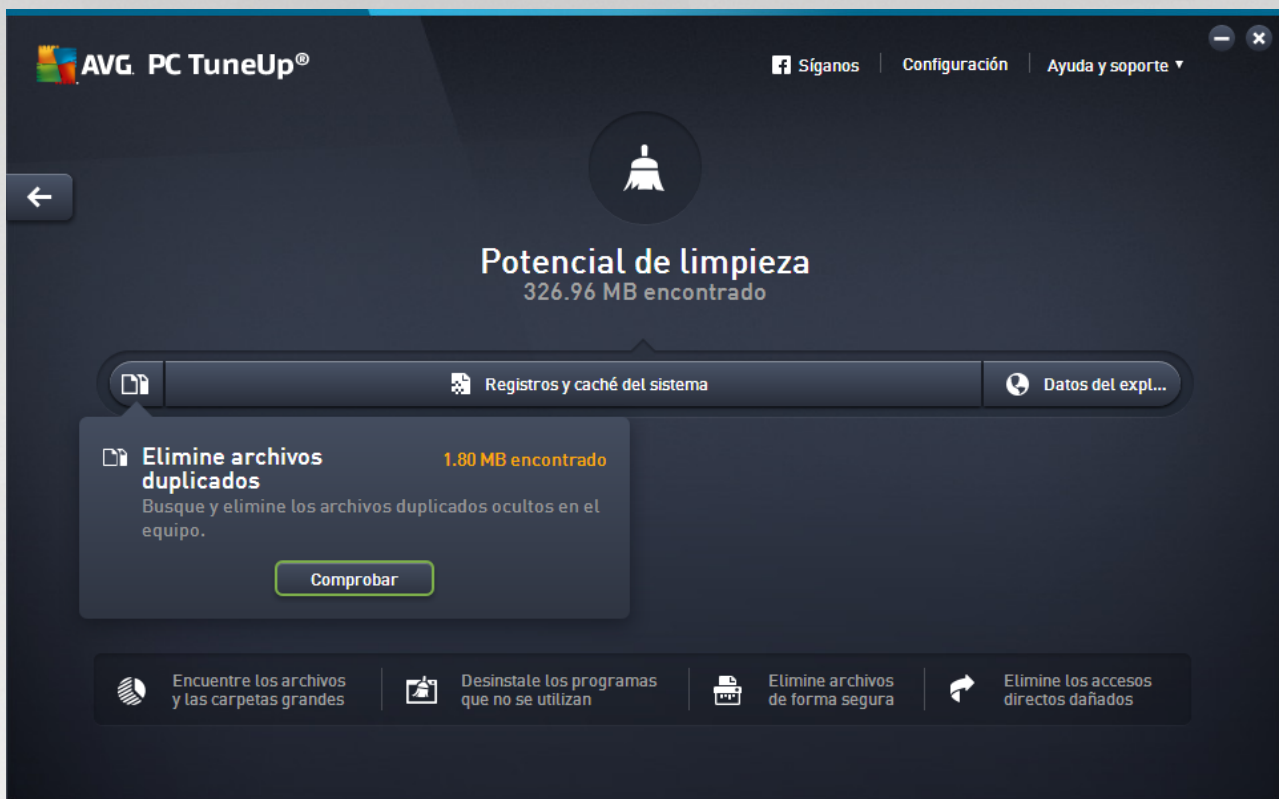 AVG. PC TuneUp®
Síganos
Configuración
Ayuda y soporte
Potencial de limpieza
326.96 MB encontrado
Registros y caché del sistema
Datos del expl...
Elimine archivos
duplicados
1.80 MB encontrado
Busque y elimine los archivos duplicados ocultos en el
equipo.
Comprobar
Encuentre los archivos
y las carpetas grandes
Desinstale los programas
que no se utilizan
Elimine archivos
de forma segura
Elimine los accesos
directos dañados